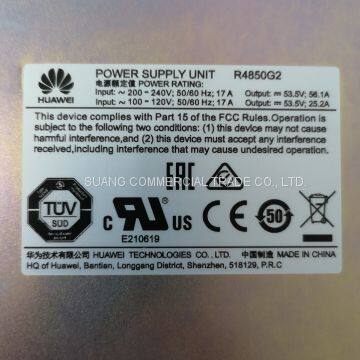 HUAWEI
POWER SUPPLY UNIT R4850G2
电源额定值 POWER RATING
Input: ~ 200-240V; 50/60 Hz; 17 A Output: ⎓ 53.5V; 56.1A
Input: ~ 100-120V; 50/60 Hz; 17 A Output: ⎓ 53.5V; 25.2A
This device complies with Part 15 of the FCC Rules.Operation is
subject to the following two conditions: (1) this device may not cause
harmful interference,and (2) this device must accept any interference
received,including interference that may cause undesired operation.
SUANG COMMERCIAL TRADE CO., LTD.
TÜV
SÜD
EAC
C RU US
50
E210619
华为技术有限公司 HUAWEI TECHNOLOGIES CO., LTD. 中国制造 MADE IN CHINA
HQ of Huawei, Bantian, Longgang District, Shenzhen, 518129, P.R.C